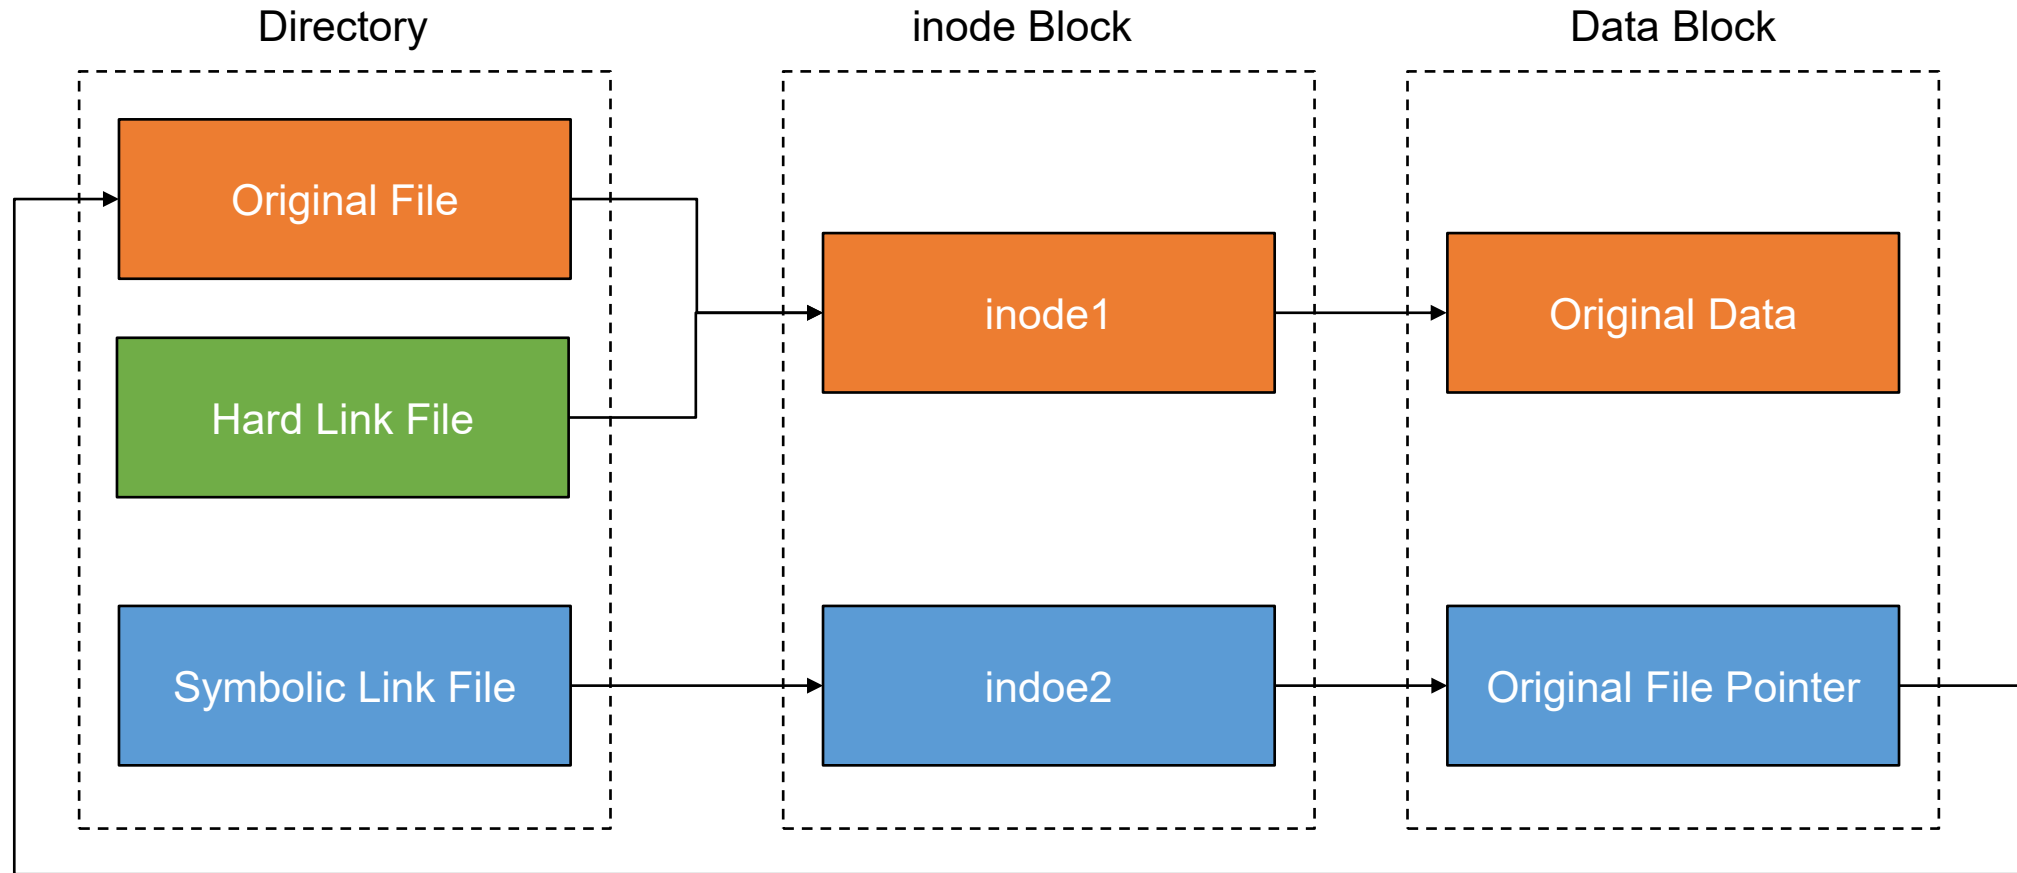 Directory
inode Block
Data Block
Original File
inode1
Original Data
Hard Link File
Symbolic Link File
indoe2
Original File Pointer